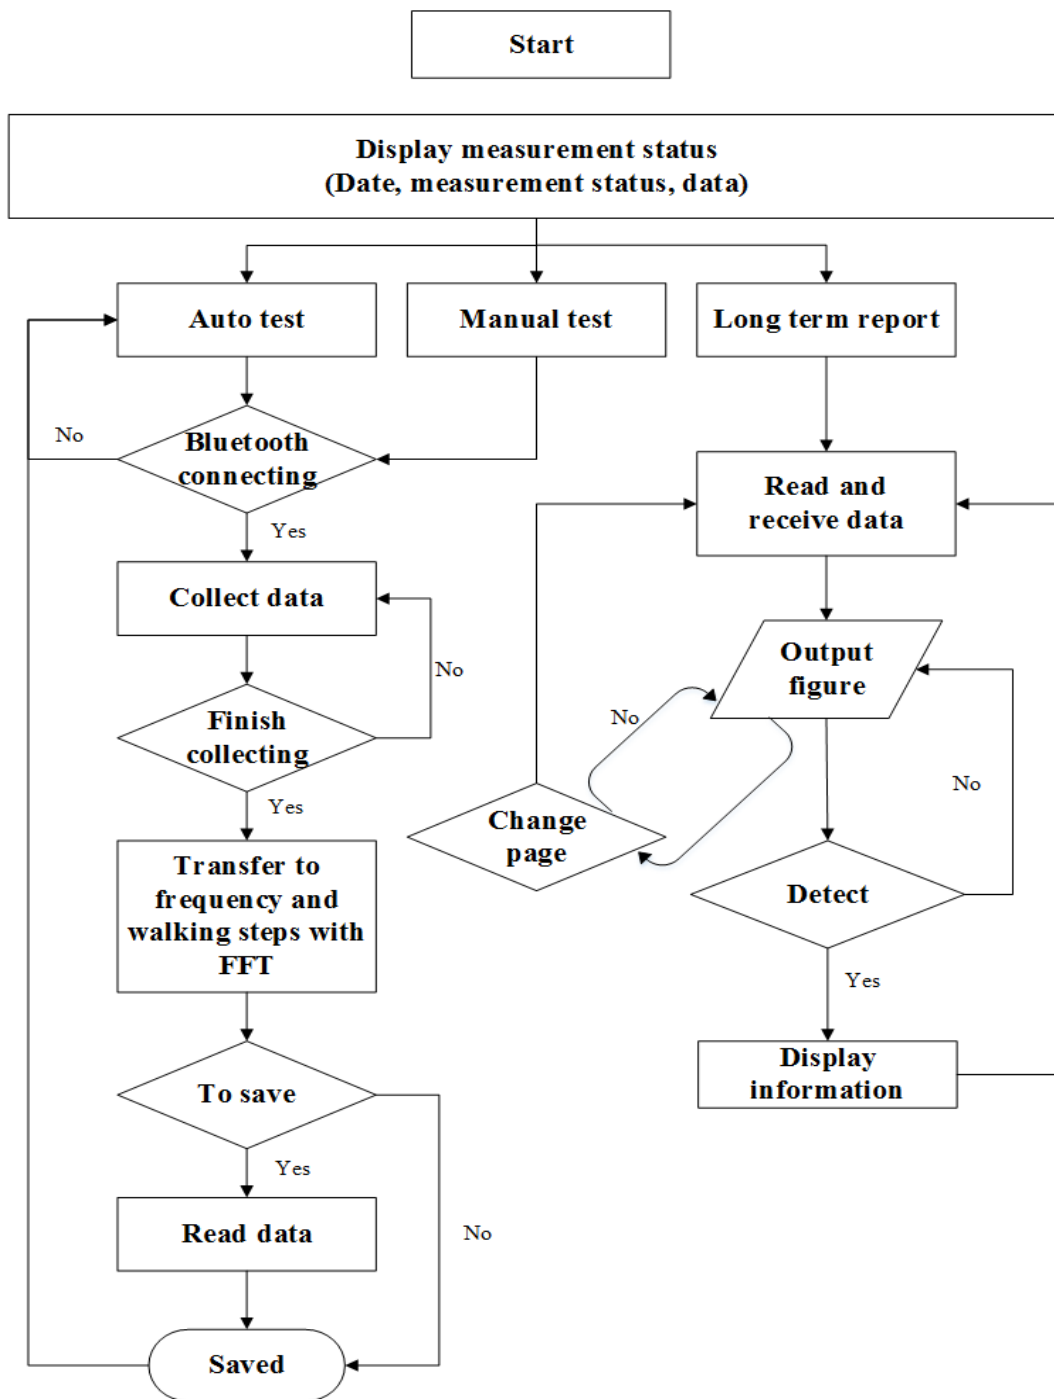 Start
Display measurement status
(Date, measurement status, data)
Auto test
Manual test
Long term report
No
Bluetooth
connecting
Yes
Collect data
No
Finish
collecting
Yes
Transfer to
frequency and
walking steps with
FFT
To save
Yes
Read data
No
Saved
Read and
receive data
Output
figure
No
Change
page
No
Detect
Yes
Display
information